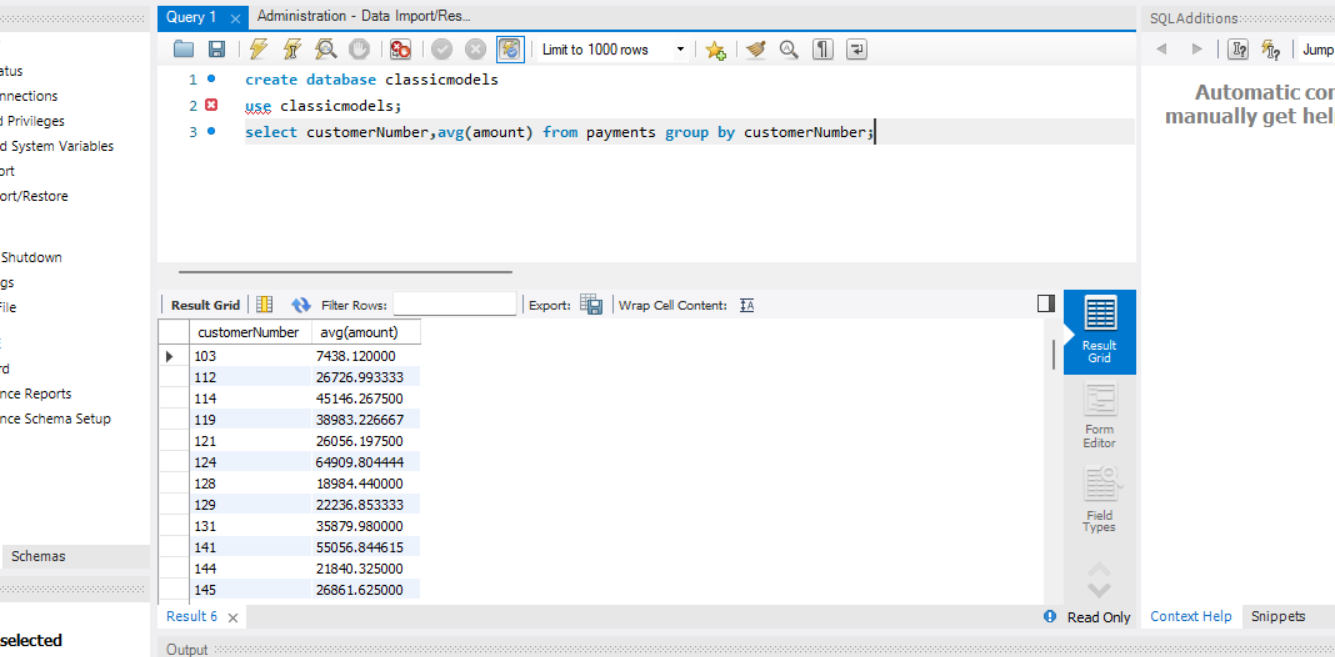 Query 1
Administration - Data Import/Res...
SQLAdditions
Limit to 1000 rows
Jump
1 create database classicmodels
2 use classicmodels;
3 select customerNumber,avg(amount) from payments group by customerNumber;
Automatic cor
manually get hel
atus
nnections
d Privileges
d System Variables
ort
ort/Restore
Shutdown
gs
File
rd
nce Reports
nce Schema Setup
Schemas
selected
Result Grid
Filter Rows:
Export:
Wrap Cell Content:
customerNumber avg(amount)
103 7438.120000
112 26726.993333
114 45146.267500
119 38983.226667
121 26056.197500
124 64909.804444
128 18984.440000
129 22236.853333
131 35879.980000
141 55056.844615
144 21840.325000
145 26861.625000
Result
Grid
Form
Editor
Field
Types
Result 6
Read Only
Context Help
Snippets
Output